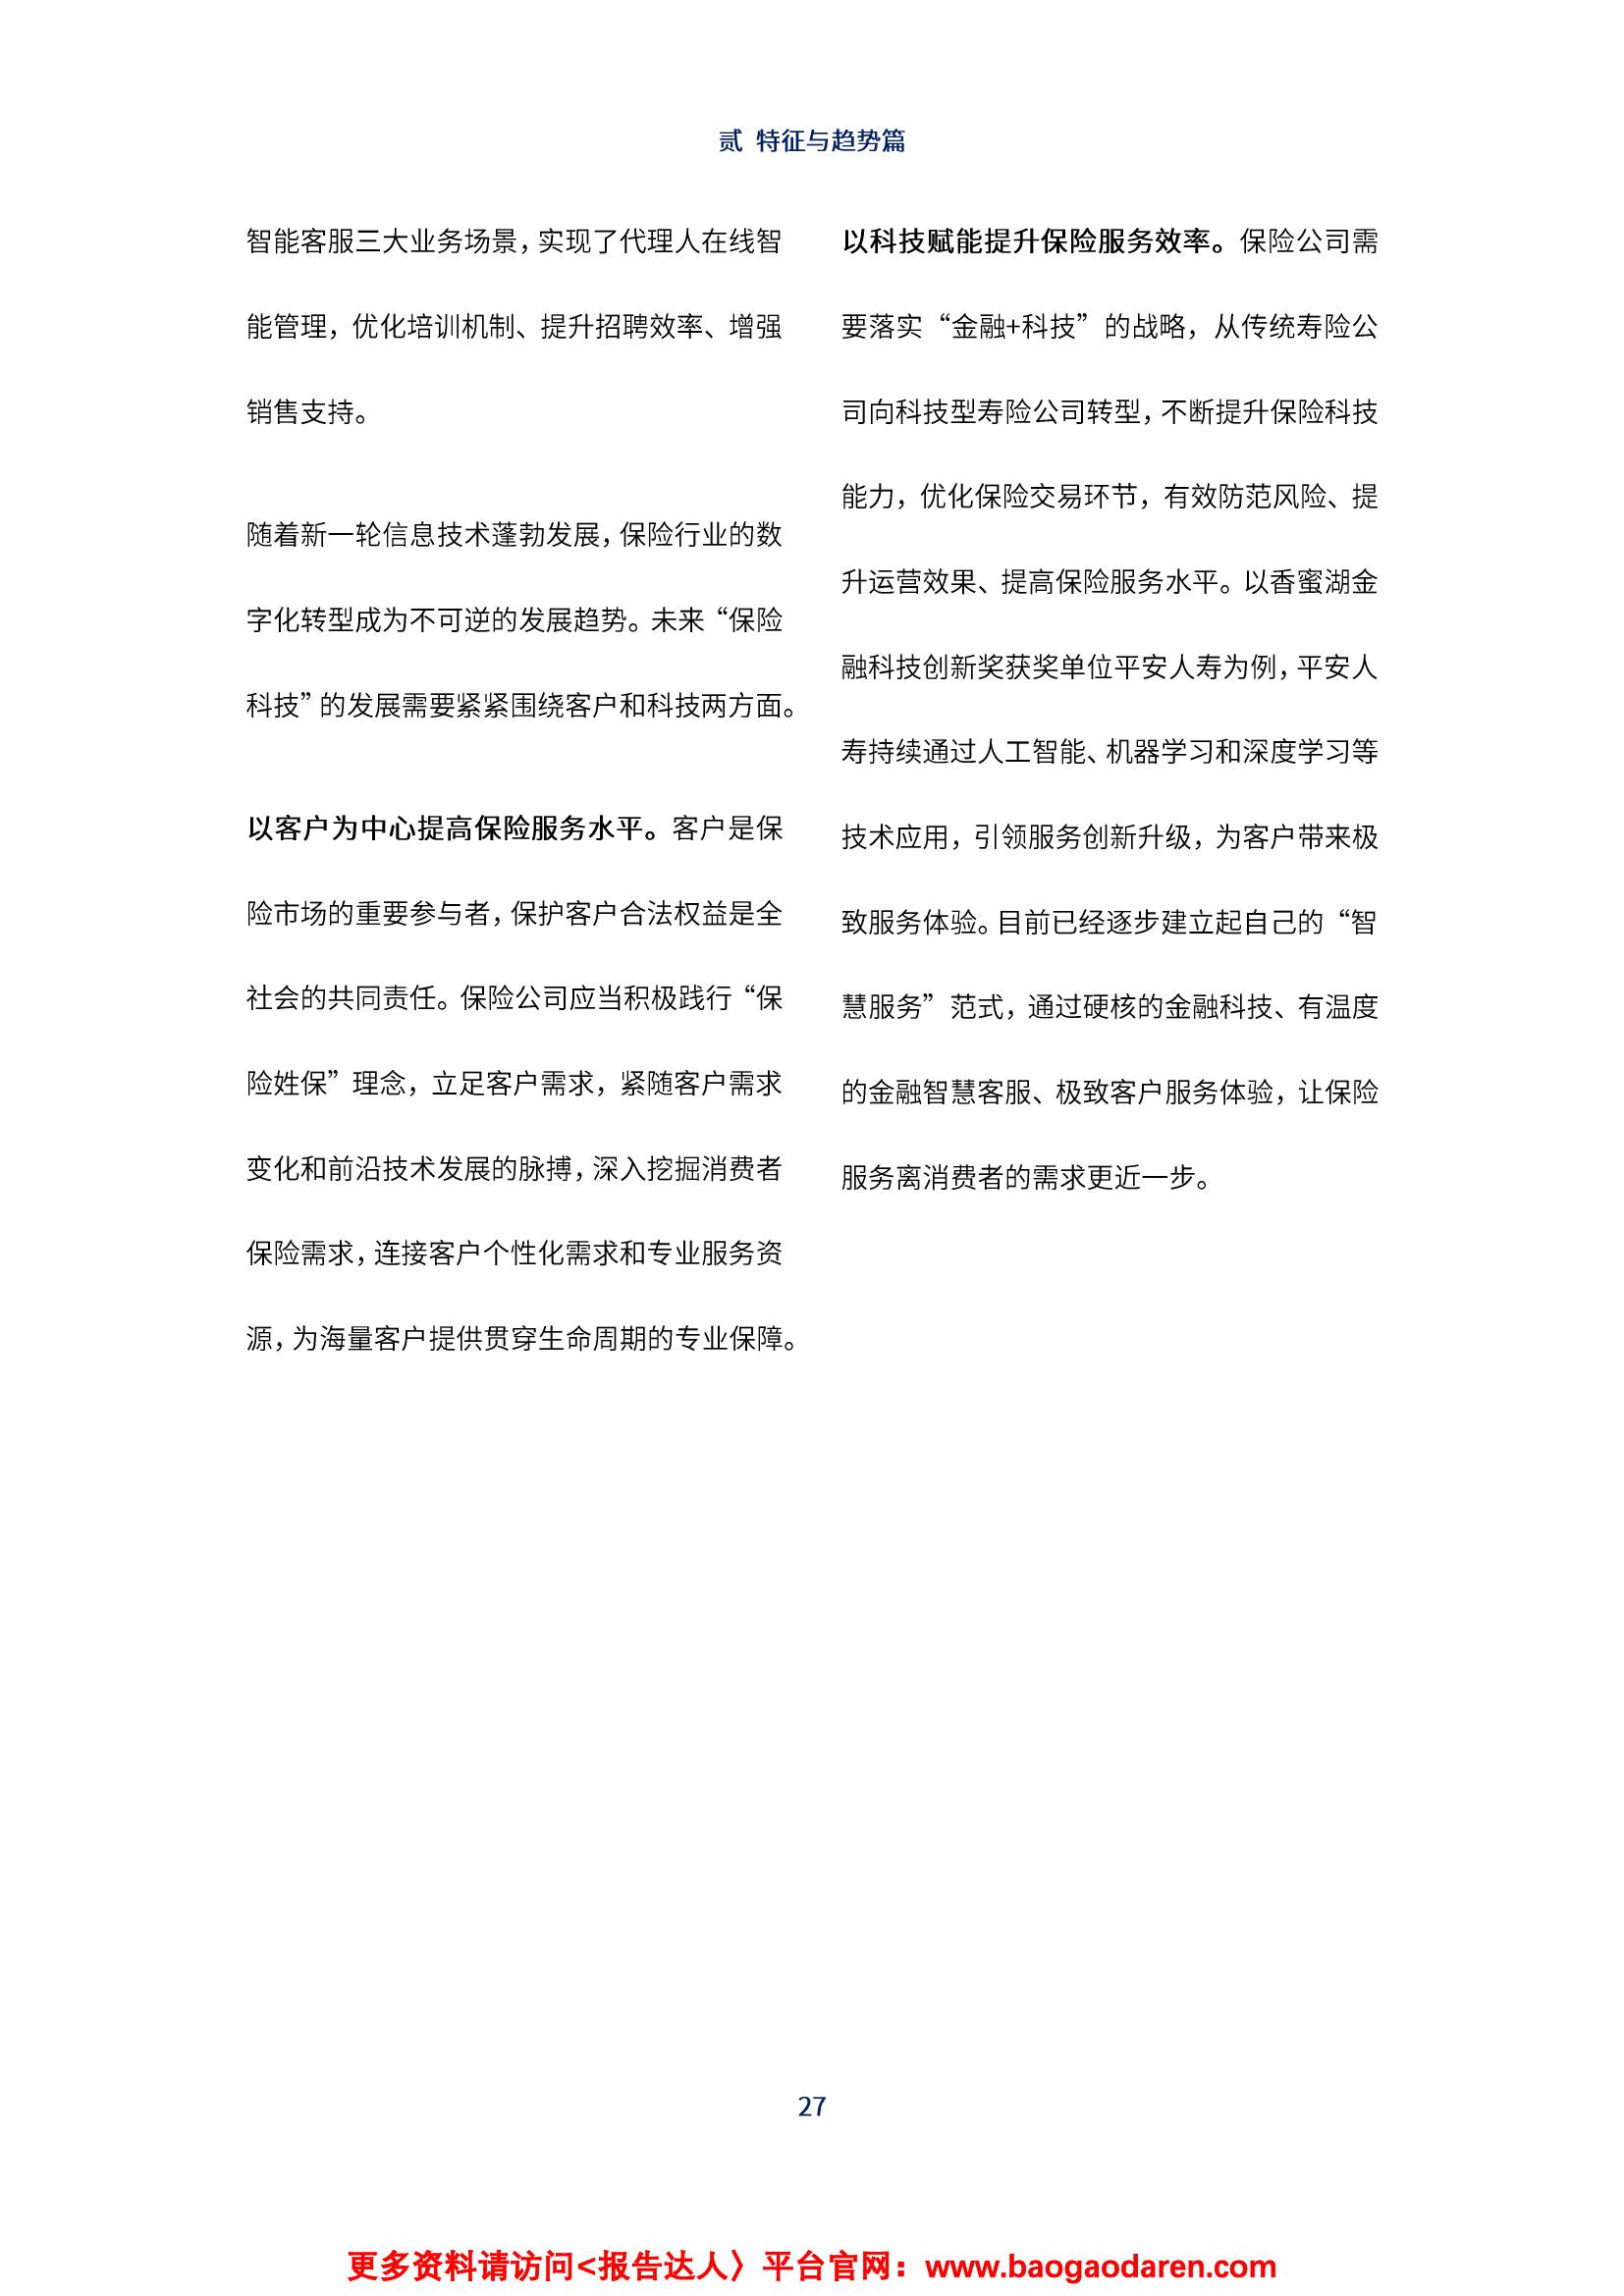 贰 特征与趋势篇
智能客服三大业务场景，实现了代理人在线智
能管理，优化培训机制、提升招聘效率、增强
销售支持。
随着新一轮信息技术蓬勃发展，保险行业的数
字化转型成为不可逆的发展趋势。未来“保险
科技”的发展需要紧紧围绕客户和科技两方面。
以客户为中心提高保险服务水平。客户是保
险市场的重要参与者，保护客户合法权益是全
社会的共同责任。保险公司应当积极践行“保
险姓保”理念，立足客户需求，紧随客户需求
变化和前沿技术发展的脉搏，深入挖掘消费者
保险需求，连接客户个性化需求和专业服务资
源，为海量客户提供贯穿生命周期的专业保障。
以科技赋能提升保险服务效率。保险公司需
要落实“金融+科技”的战略，从传统寿险公
司向科技型寿险公司转型，不断提升保险科技
能力，优化保险交易环节，有效防范风险、提
升运营效果、提高保险服务水平。以香蜜湖金
融科技创新奖获奖单位平安人寿为例，平安人
寿持续通过人工智能、机器学习和深度学习等
技术应用，引领服务创新升级，为客户带来极
致服务体验。目前已经逐步建立起自己的“智
慧服务”范式，通过硬核的金融科技、有温度
的金融智慧客服、极致客户服务体验，让保险
服务离消费者的需求更近一步。
27
更多资料请访问<报告达人〉平台官网：www.baogaodaren.com